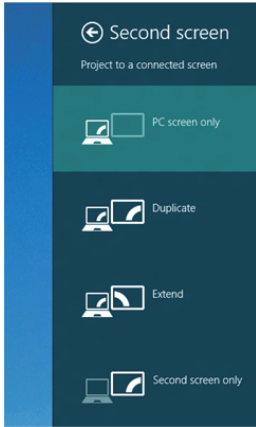 Second screen
Project to a connected screen
PC screen only
Duplicate
Extend
Second screen only